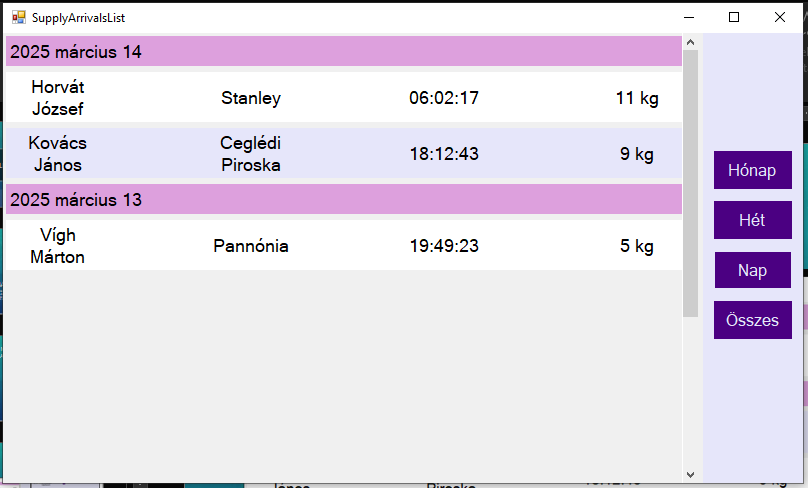 SupplyArrivalsList
2025 március 14
Horvát
József
Stanley
06:02:17
11 kg
Kovács
János
Ceglédi
Piroska
18:12:43
9 kg
2025 március 13
Vígh
Márton
Pannónia
19:49:23
5 kg
Hónap
Hét
Nap
Összes